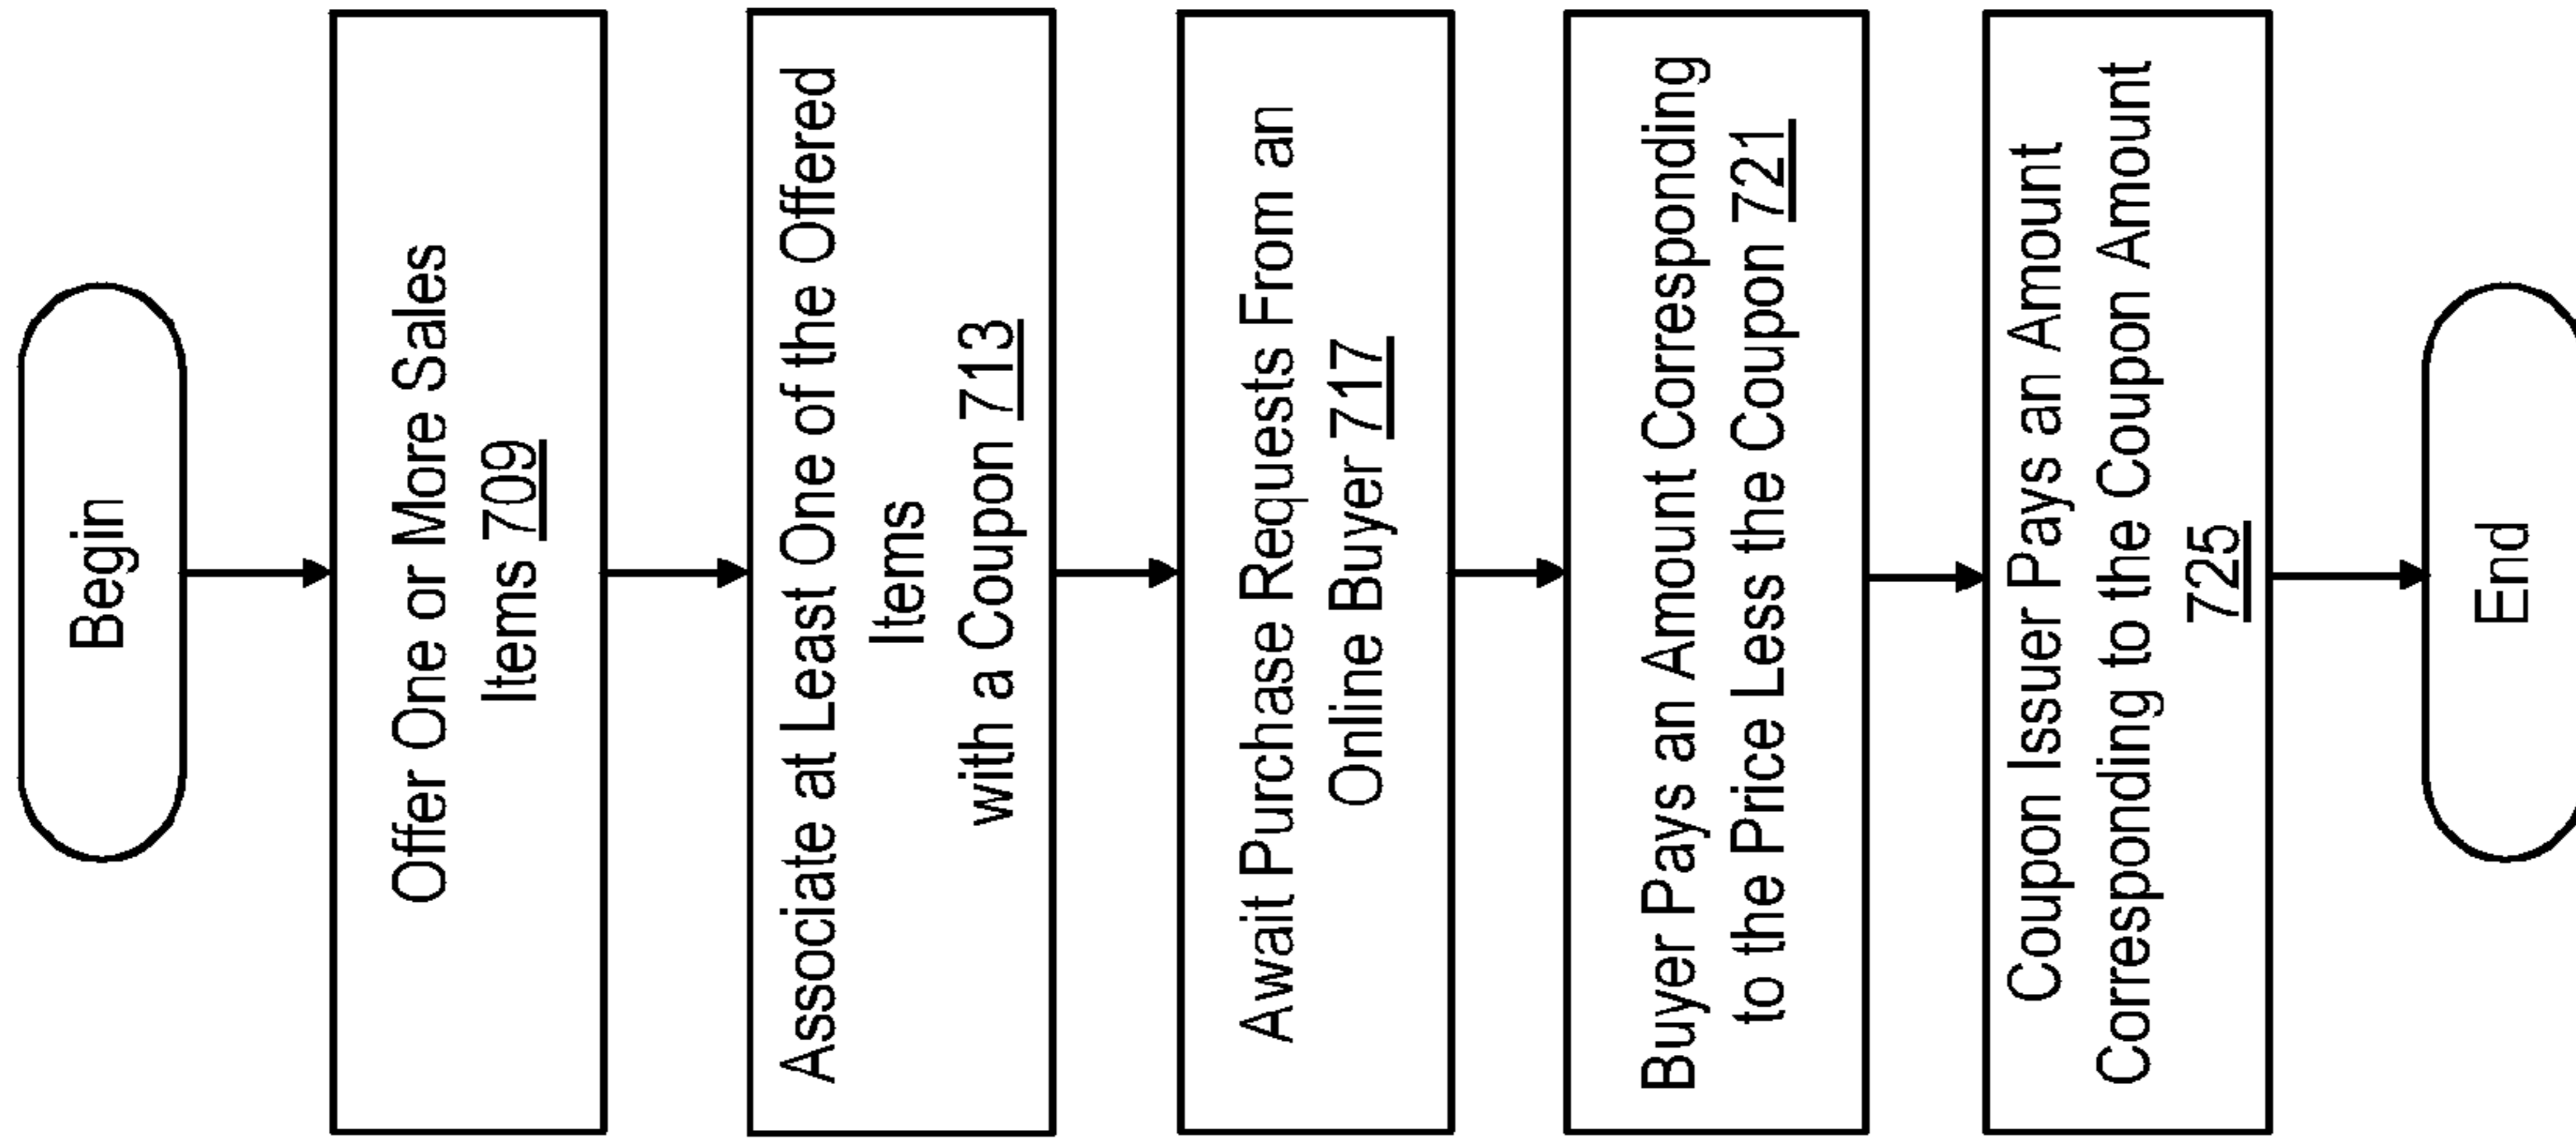 Begin
Offer One or More Sales
Items 709
Associate at Least One of the Offered
Items
with a Coupon 713
Await Purchase Requests From an
Online Buyer 717
Buyer Pays an Amount Corresponding
to the Price Less the Coupon 721
Coupon Issuer Pays an Amount
Corresponding to the Coupon Amount
725
End